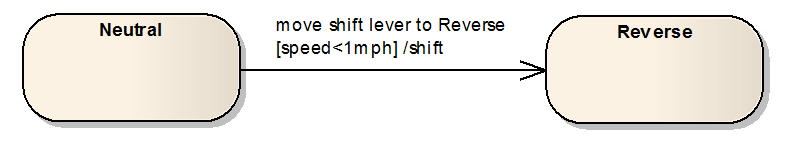 Neutral
move shift lever to Reverse
[speed<1mph] /shift
Reverse